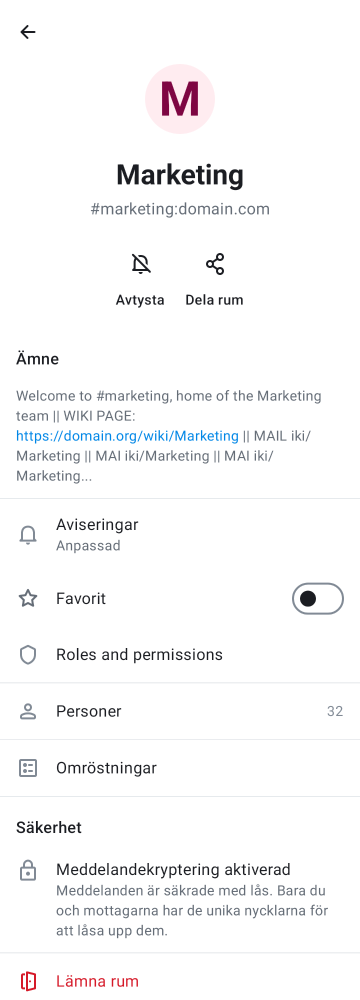 M
Marketing
#marketing:domain.com
Avtysta
Dela rum
Ämne
Welcome to #marketing, home of the Marketing
team || WIKI PAGE:
https://domain.org/wiki/Marketing || MAIL iki/
Marketing || MAI iki/Marketing || MAI iki/
Marketing...
Aviseringar
Anpassad
Favorit
Roles and permissions
Personer 32
Omröstningar
Säkerhet
Meddelandekryptering aktiverad
Meddelanden är säkrade med lås. Bara du
och mottagarna har de unika nycklarna för
att låsa upp dem.
Lämna rum